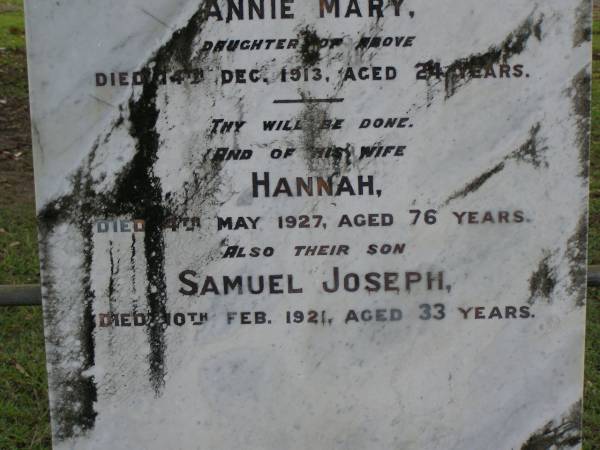 ANNIE MARY,
DAUGHTER OF ABOVE
DIED 14TH DEC. 1913, AGED 24 YEARS.
THY WILL BE DONE.
AND OF HIS WIFE
HANNAH,
DIED 4TH MAY 1927, AGED 76 YEARS.
ALSO THEIR SON
SAMUEL JOSEPH,
DIED 10TH FEB. 1921, AGED 33 YEARS.